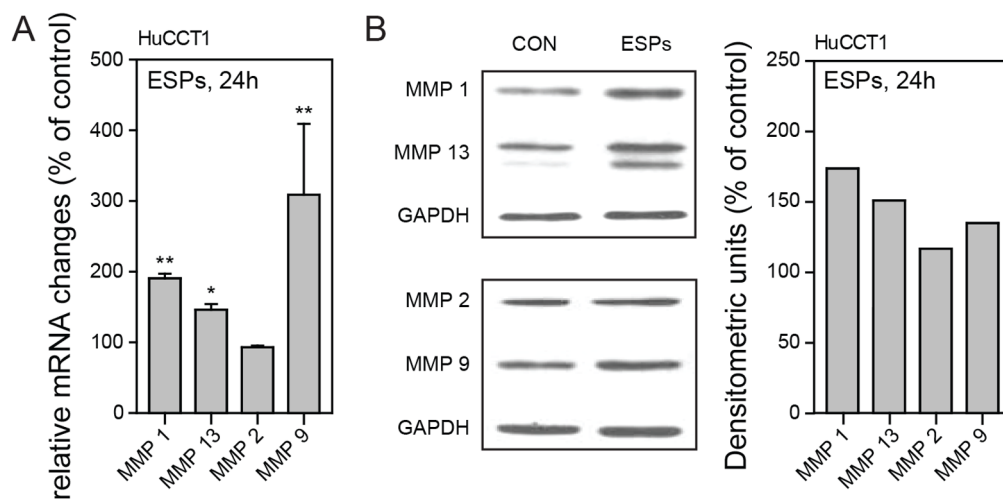 A
HuCCT1
relative mRNA changes (% of control)
500
400
300
200
100
0
ESPs, 24h
**
*
**
MMP 1
MMP 13
MMP 2
MMP 9
B
CON
ESPs
MMP 1
MMP 13
GAPDH
MMP 2
MMP 9
GAPDH
HuCCT1
Densitometric units (% of control)
250
200
150
100
50
0
ESPs, 24h
MMP 1
MMP 13
MMP 2
MMP 9